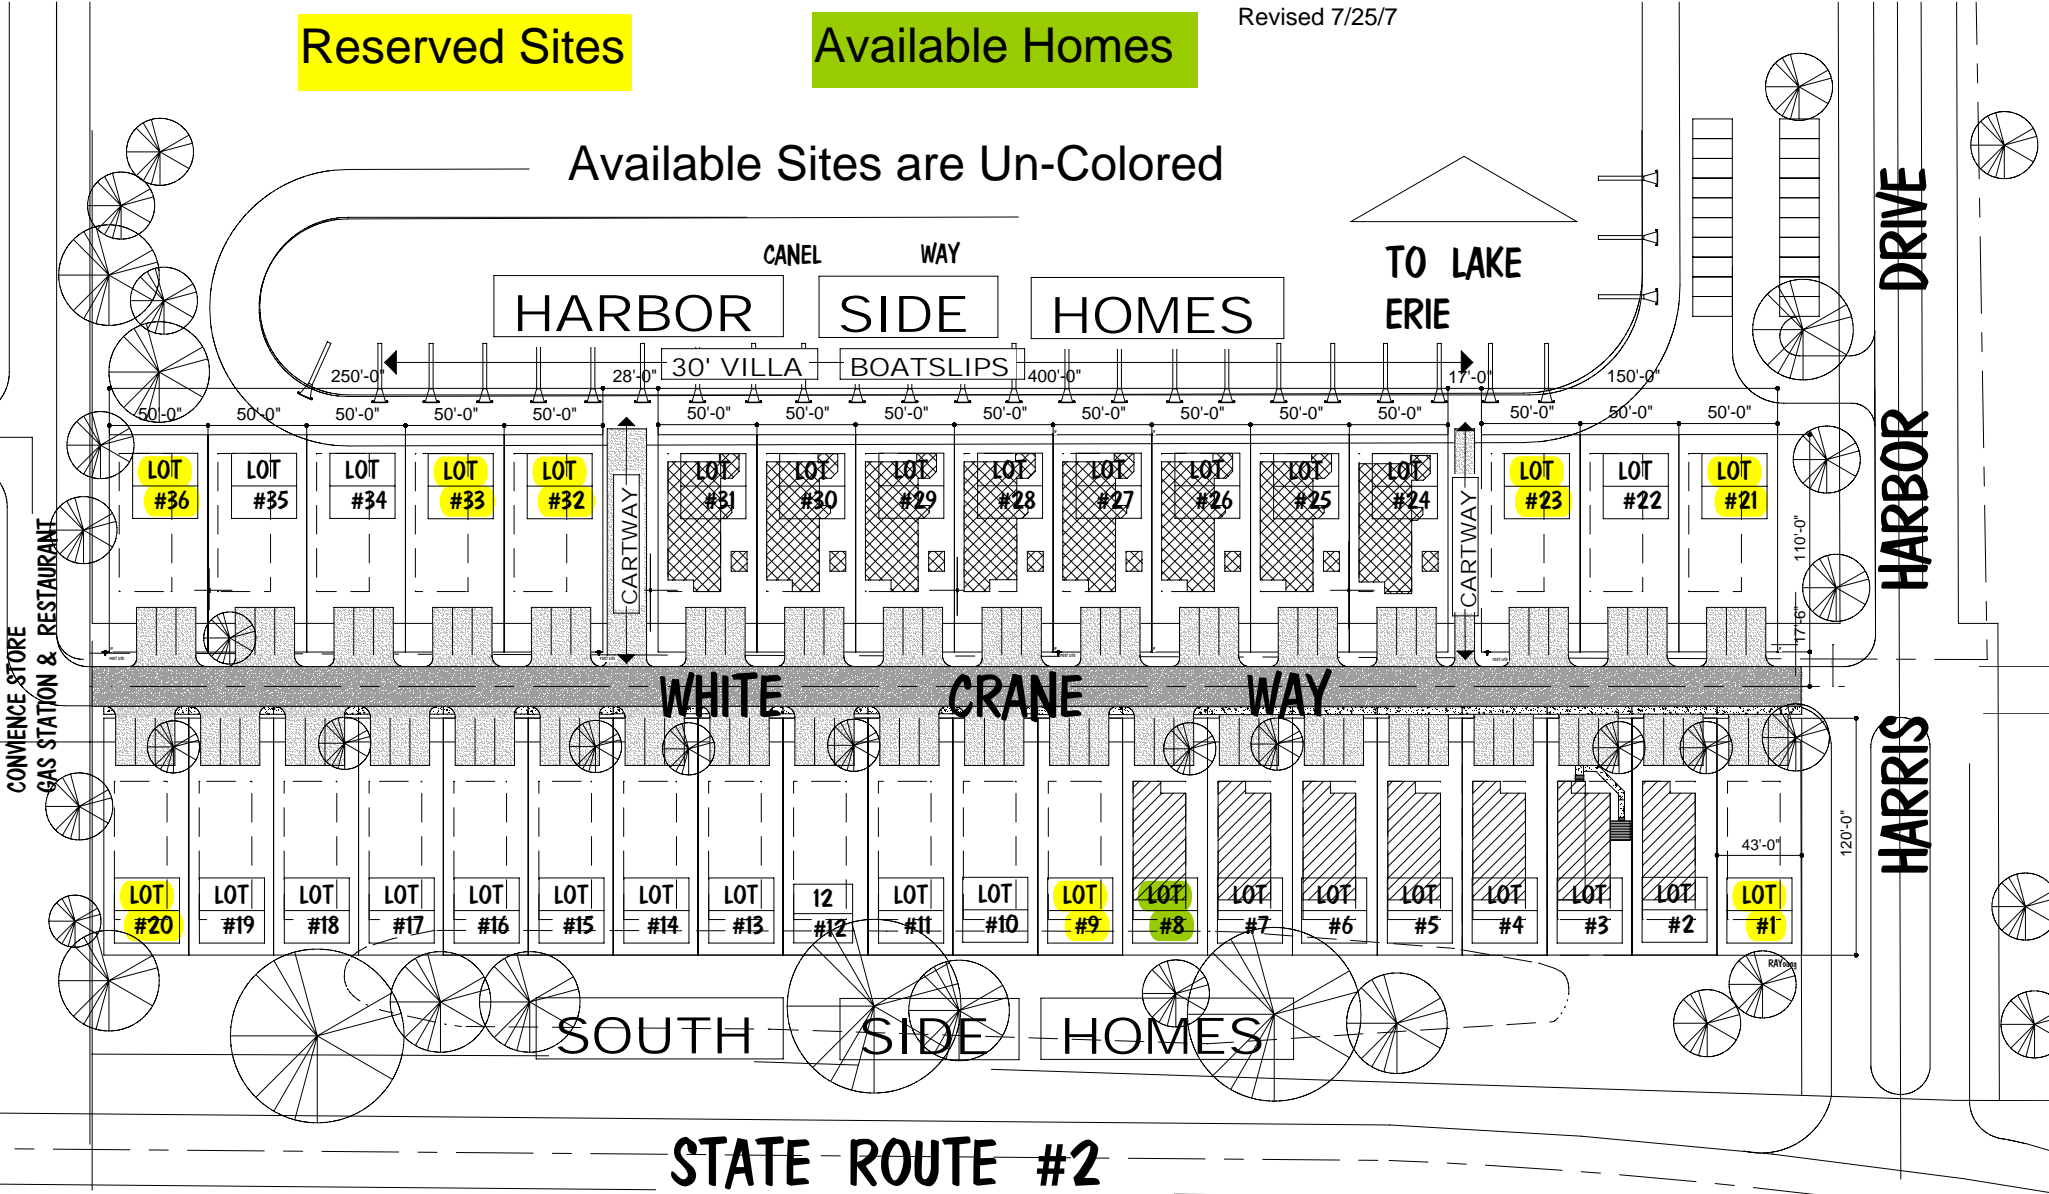 Revised 7/25/7
Reserved Sites
Available Homes
Available Sites are Un-Colored
CANEL WAY
TO LAKE
ERIE
HARBOR SIDE HOMES
30' VILLA BOATSLIPS
250'-0" 28'-0" 400'-0" 17'-0" 150'-0"
50'-0" 50'-0" 50'-0" 50'-0" 50'-0" 50'-0" 50'-0" 50'-0" 50'-0" 50'-0" 50'-0" 50'-0" 50'-0" 50'-0" 50'-0" 50'-0"
LOT LOT LOT LOT LOT LOT LOT LOT LOT LOT LOT LOT LOT LOT LOT LOT
#36 #35 #34 #33 #32 #31 #30 #29 #28 #27 #26 #25 #24 #23 #22 #21
CARTWAY
CARTWAY
110'-0"
17'-6"
HARRIS HARBOR DRIVE
CONVIENCE STORE
GAS STATION & RESTAURANT
WHITE CRANE WAY
43'-0"
120'-0"
LOT LOT LOT LOT LOT LOT LOT LOT 12 LOT LOT LOT LOT LOT LOT LOT LOT LOT LOT LOT
#20 #19 #18 #17 #16 #15 #14 #13 #12 #11 #10 #9 #8 #7 #6 #5 #4 #3 #2 #1
RAYoung
SOUTH SIDE HOMES
STATE ROUTE #2